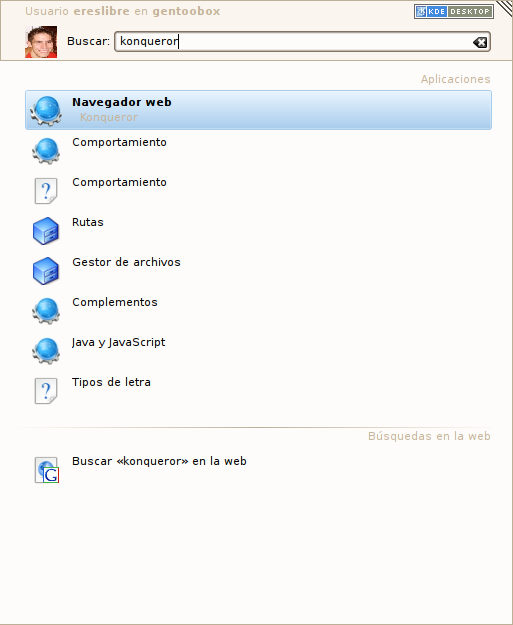 Usuario ereslibre en gentoobox
KDE DESKTOP
Buscar: konqueror
Aplicaciones
Navegador web
Konqueror
Comportamiento
Comportamiento
?
Rutas
Gestor de archivos
Complementos
Java y JavaScript
Tipos de letra
?
Búsquedas en la web
Buscar «konqueror» en la web
G